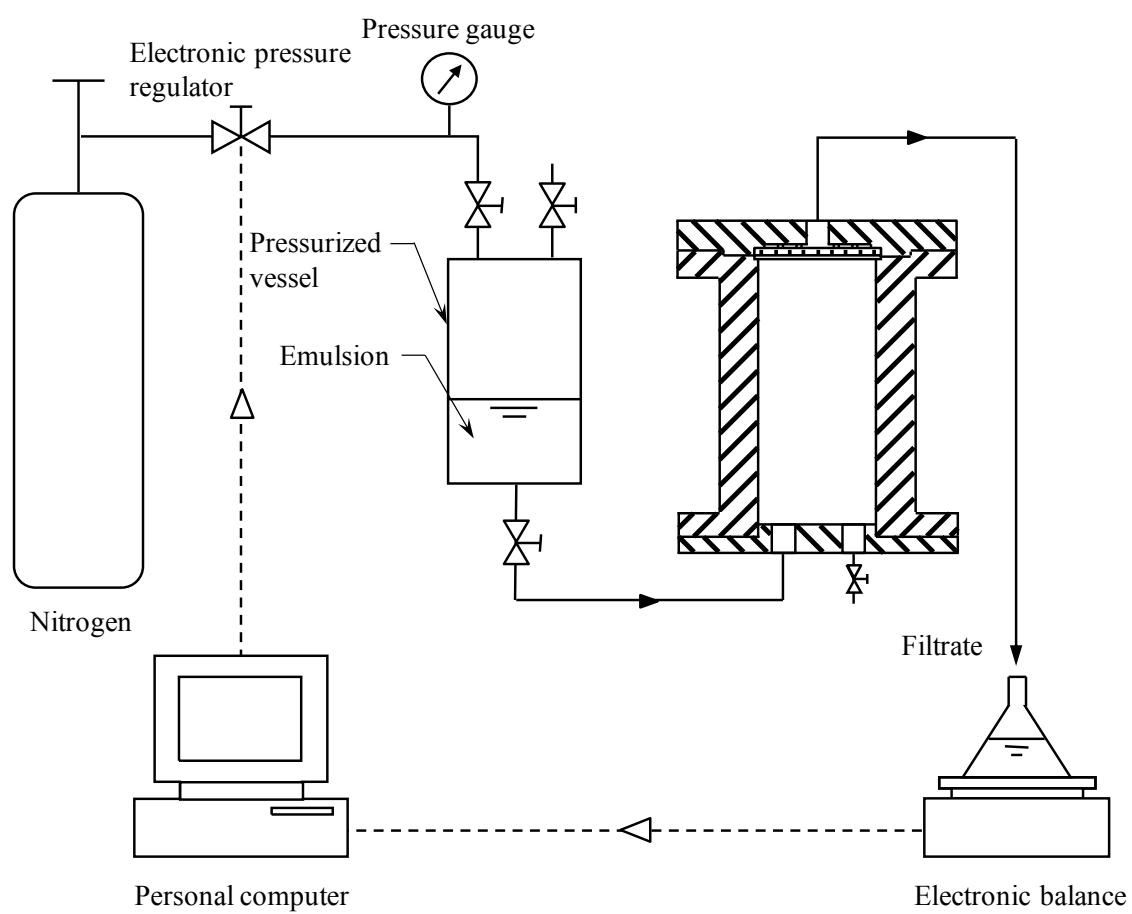 Pressure gauge
Electronic pressure
regulator
Pressurized
vessel
Emulsion
Nitrogen
Filtrate
Personal computer
Electronic balance